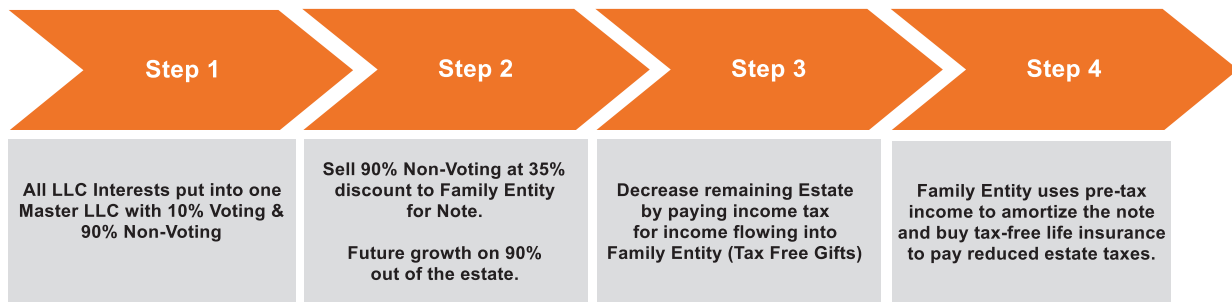 Step 1
Step 2
Step 3
Step 4
All LLC Interests put into one
Master LLC with 10% Voting &
90% Non-Voting
Sell 90% Non-Voting at 35%
discount to Family Entity
for Note.
Future growth on 90%
out of the estate.
Decrease remaining Estate
by paying income tax
for income flowing into
Family Entity (Tax Free Gifts)
Family Entity uses pre-tax
income to amortize the note
and buy tax-free life insurance
to pay reduced estate taxes.